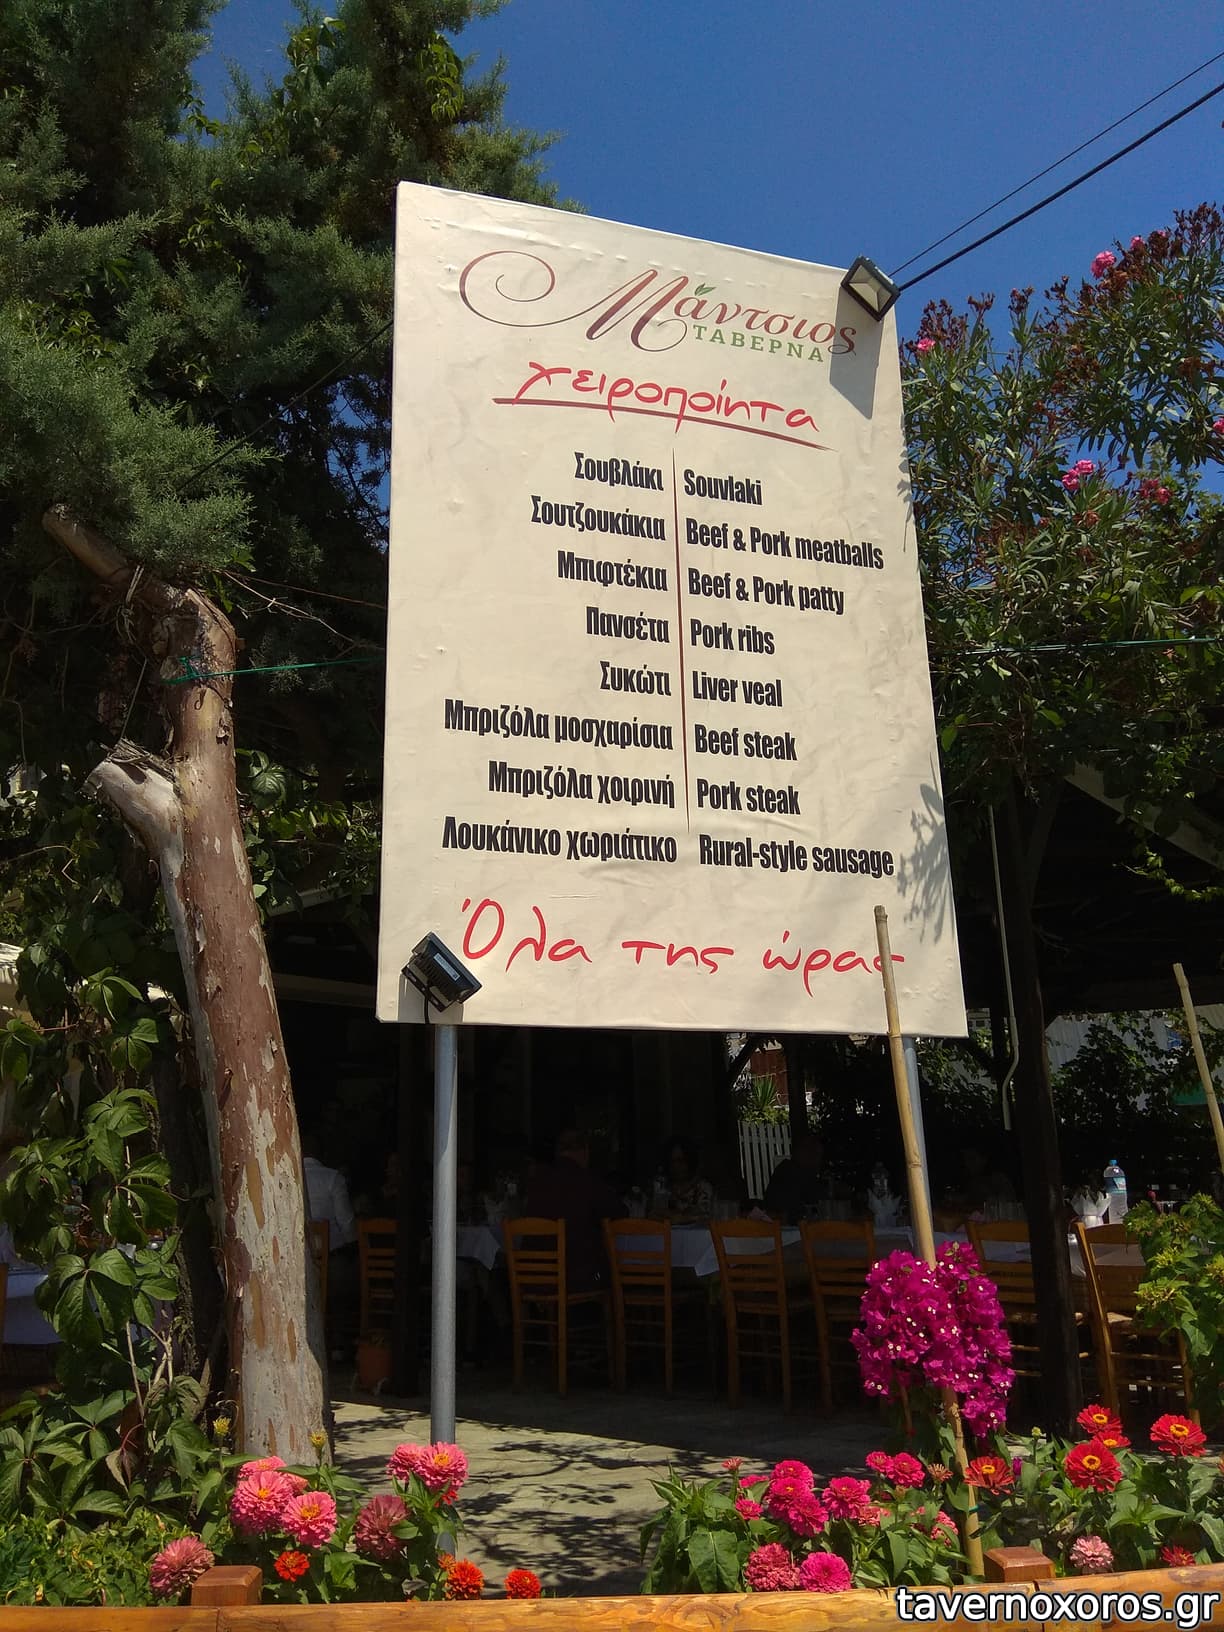 Μάντσιος
ΤΑΒΕΡΝΑ
χειροποίητα
Σουβλάκι Souvlaki
Σουτζουκάκια Beef & Pork meatballs
Μπιφτέκια Beef & Pork patty
Πανσέτα Pork ribs
Συκώτι Liver veal
Μπριζόλα μοσχαρίσια Beef steak
Μπριζόλα χοιρινή Pork steak
Λουκάνικο χωριάτικο Rural-style sausage
Όλα της ώρας
tavernoxoros.gr